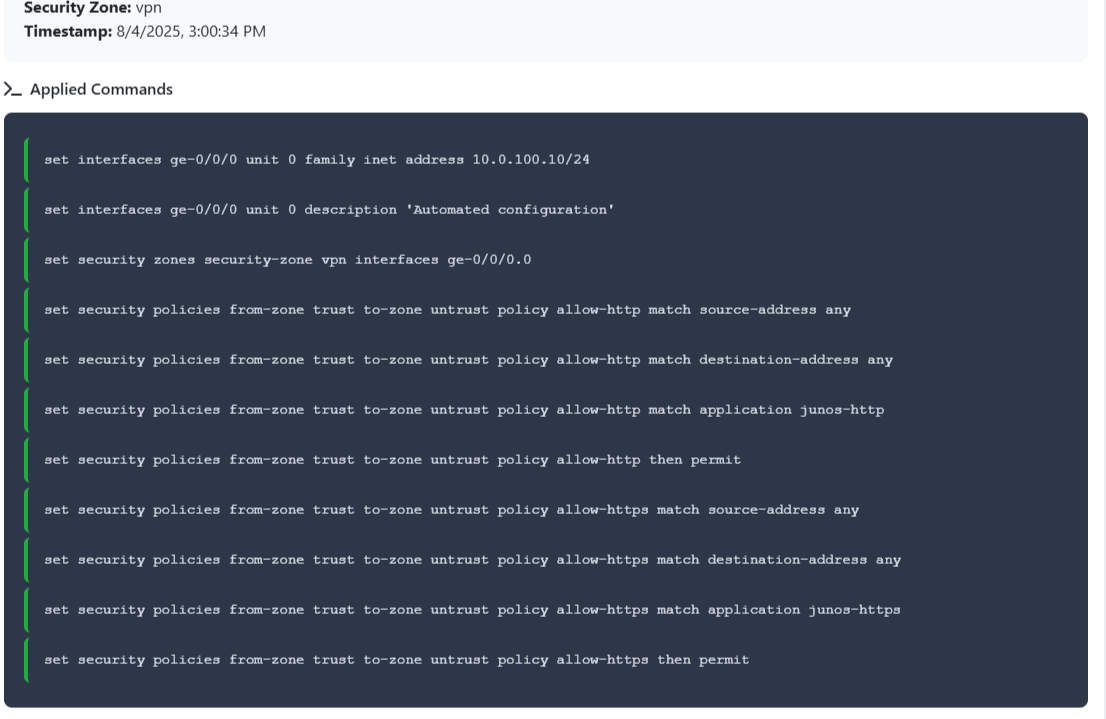 Security Zone: vpn
Timestamp: 8/4/2025, 3:00:34 PM
Applied Commands
set interfaces ge-0/0/0 unit 0 family inet address 10.0.100.10/24
set interfaces ge-0/0/0 unit 0 description 'Automated configuration'
set security zones security-zone vpn interfaces ge-0/0/0.0
set security policies from-zone trust to-zone untrust policy allow-http match source-address any
set security policies from-zone trust to-zone untrust policy allow-http match destination-address any
set security policies from-zone trust to-zone untrust policy allow-http match application junos-http
set security policies from-zone trust to-zone untrust policy allow-http then permit
set security policies from-zone trust to-zone untrust policy allow-https match source-address any
set security policies from-zone trust to-zone untrust policy allow-https match destination-address any
set security policies from-zone trust to-zone untrust policy allow-https match application junos-https
set security policies from-zone trust to-zone untrust policy allow-https then permit